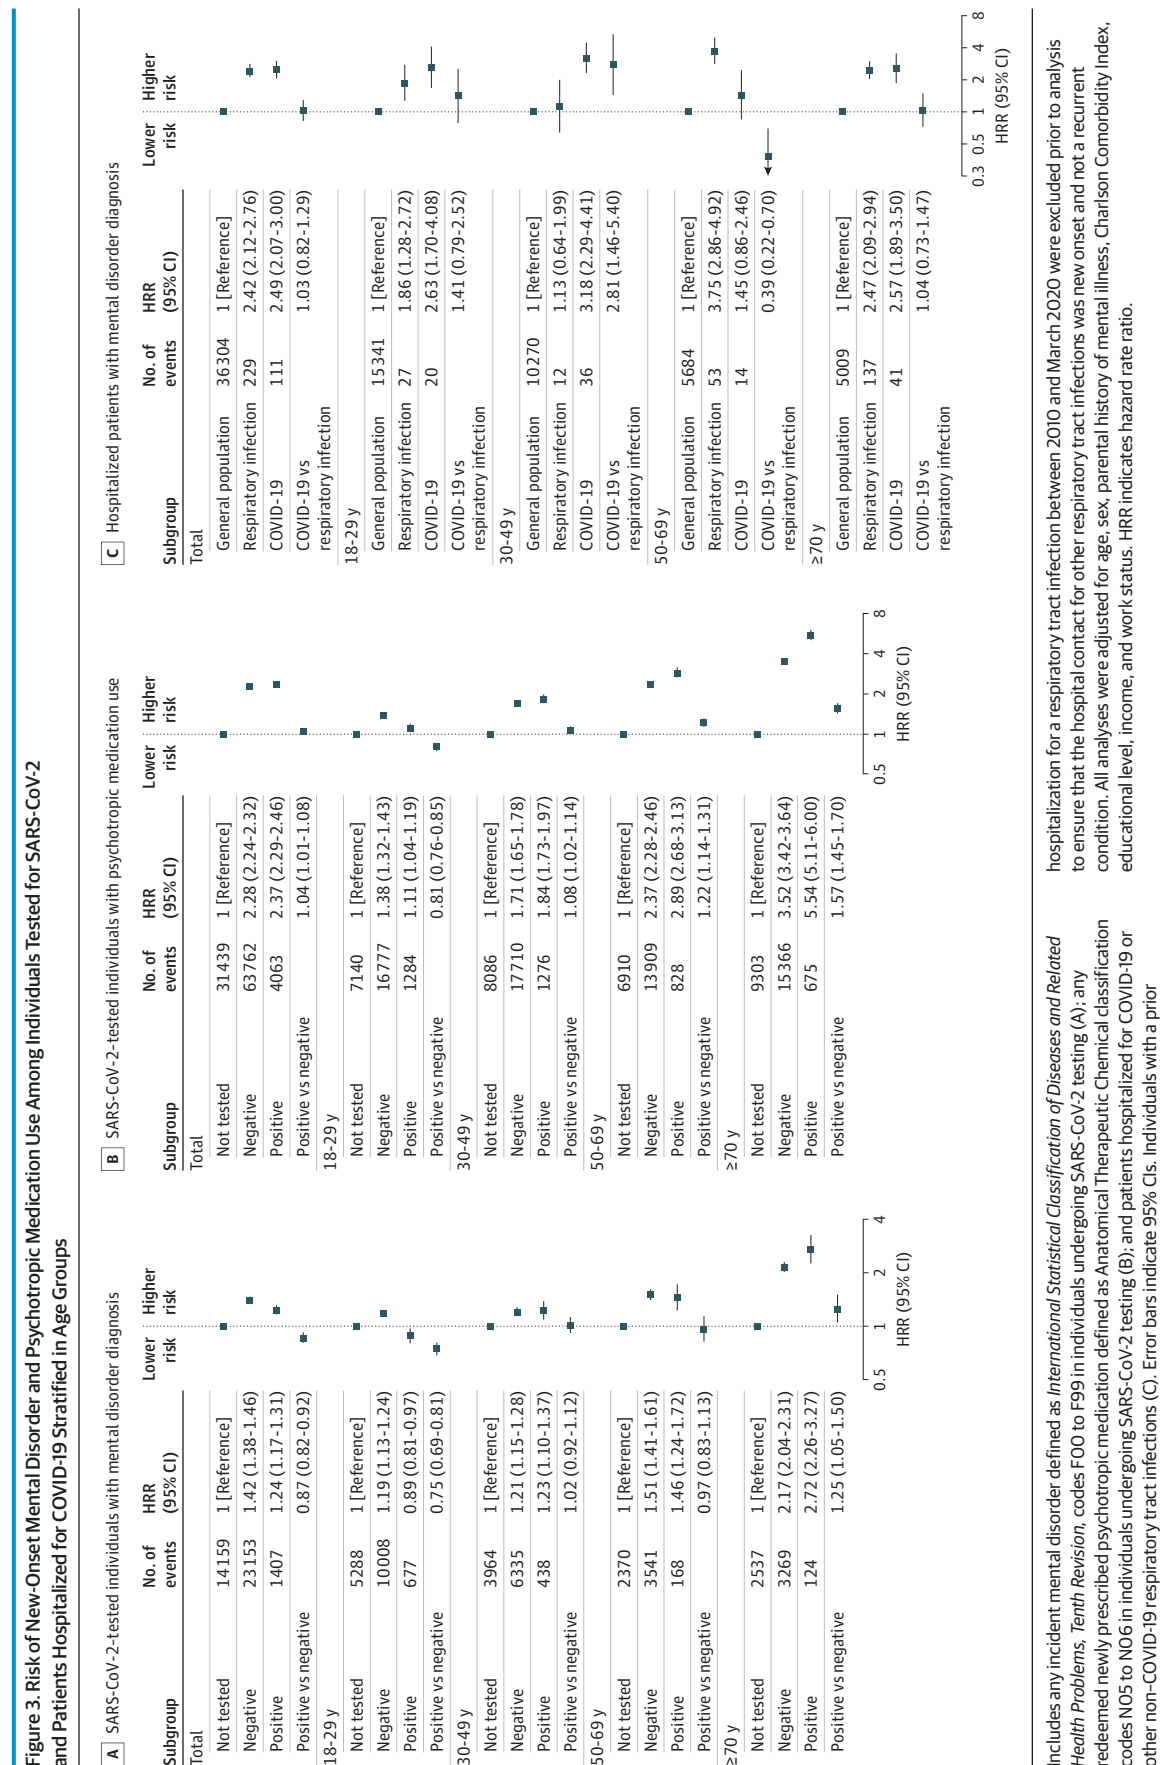 Figure 3. Risk of New-Onset Mental Disorder and Psychotropic Medication Use Among Individuals Tested for SARS-CoV-2
and Patients Hospitalized for COVID-19 Stratified in Age Groups
A SARS-CoV-2–tested individuals with mental disorder diagnosis
Subgroup No. of events HRR (95% CI) Lower risk Higher risk
Total
Not tested 14159 1 [Reference]
Negative 23153 1.42 (1.38-1.46)
Positive 1407 1.24 (1.17-1.31)
Positive vs negative 0.87 (0.82-0.92)
18-29 y
Not tested 5288 1 [Reference]
Negative 10008 1.19 (1.13-1.24)
Positive 677 0.89 (0.81-0.97)
Positive vs negative 0.75 (0.69-0.81)
30-49 y
Not tested 3964 1 [Reference]
Negative 6335 1.21 (1.15-1.28)
Positive 438 1.23 (1.10-1.37)
Positive vs negative 1.02 (0.92-1.12)
50-69 y
Not tested 2370 1 [Reference]
Negative 3541 1.51 (1.41-1.61)
Positive 168 1.46 (1.24-1.72)
Positive vs negative 0.97 (0.83-1.13)
≥70 y
Not tested 2537 1 [Reference]
Negative 3269 2.17 (2.04-2.31)
Positive 124 2.72 (2.26-3.27)
Positive vs negative 1.25 (1.05-1.50)
0.5 1 2 4
HRR (95% CI)
B SARS-CoV-2–tested individuals with psychotropic medication use
Subgroup No. of events HRR (95% CI) Lower risk Higher risk
Total
Not tested 31439 1 [Reference]
Negative 63762 2.28 (2.24-2.32)
Positive 4063 2.37 (2.29-2.46)
Positive vs negative 1.04 (1.01-1.08)
18-29 y
Not tested 7140 1 [Reference]
Negative 16777 1.38 (1.32-1.43)
Positive 1284 1.11 (1.04-1.19)
Positive vs negative 0.81 (0.76-0.85)
30-49 y
Not tested 8086 1 [Reference]
Negative 17710 1.71 (1.65-1.78)
Positive 1276 1.84 (1.73-1.97)
Positive vs negative 1.08 (1.02-1.14)
50-69 y
Not tested 6910 1 [Reference]
Negative 13909 2.37 (2.28-2.46)
Positive 828 2.89 (2.68-3.13)
Positive vs negative 1.22 (1.14-1.31)
≥70 y
Not tested 9303 1 [Reference]
Negative 15366 3.52 (3.42-3.64)
Positive 675 5.54 (5.11-6.00)
Positive vs negative 1.57 (1.45-1.70)
0.5 1 2 4 8
HRR (95% CI)
C Hospitalized patients with mental disorder diagnosis
Subgroup No. of events HRR (95% CI) Lower risk Higher risk
Total
General population 36304 1 [Reference]
Respiratory infection 229 2.42 (2.12-2.76)
COVID-19 111 2.49 (2.07-3.00)
COVID-19 vs respiratory infection 1.03 (0.82-1.29)
18-29 y
General population 15341 1 [Reference]
Respiratory infection 27 1.86 (1.28-2.72)
COVID-19 20 2.63 (1.70-4.08)
COVID-19 vs respiratory infection 1.41 (0.79-2.52)
30-49 y
General population 10270 1 [Reference]
Respiratory infection 12 1.13 (0.64-1.99)
COVID-19 36 3.18 (2.29-4.41)
COVID-19 vs respiratory infection 2.81 (1.46-5.40)
50-69 y
General population 5684 1 [Reference]
Respiratory infection 53 3.75 (2.86-4.92)
COVID-19 14 1.45 (0.86-2.46)
COVID-19 vs respiratory infection 0.39 (0.22-0.70)
≥70 y
General population 5009 1 [Reference]
Respiratory infection 137 2.47 (2.09-2.94)
COVID-19 41 2.57 (1.89-3.50)
COVID-19 vs respiratory infection 1.04 (0.73-1.47)
0.3 0.5 1 2 4 8
HRR (95% CI)
Includes any incident mental disorder defined as International Statistical Classification of Diseases and Related
Health Problems, Tenth Revision, codes F00 to F99 in individuals undergoing SARS-CoV-2 testing (A); any
redeemed newly prescribed psychotropic medication defined as Anatomical Therapeutic Chemical classification
codes N05 to N06 in individuals undergoing SARS-CoV-2 testing (B); and patients hospitalized for COVID-19 or
other non–COVID-19 respiratory tract infections (C). Error bars indicate 95% CIs. Individuals with a prior
hospitalization for a respiratory tract infection between 2010 and March 2020 were excluded prior to analysis
to ensure that the hospital contact for other respiratory tract infections was new onset and not a recurrent
condition. All analyses were adjusted for age, sex, parental history of mental illness, Charlson Comorbidity Index,
educational level, income, and work status. HRR indicates hazard rate ratio.